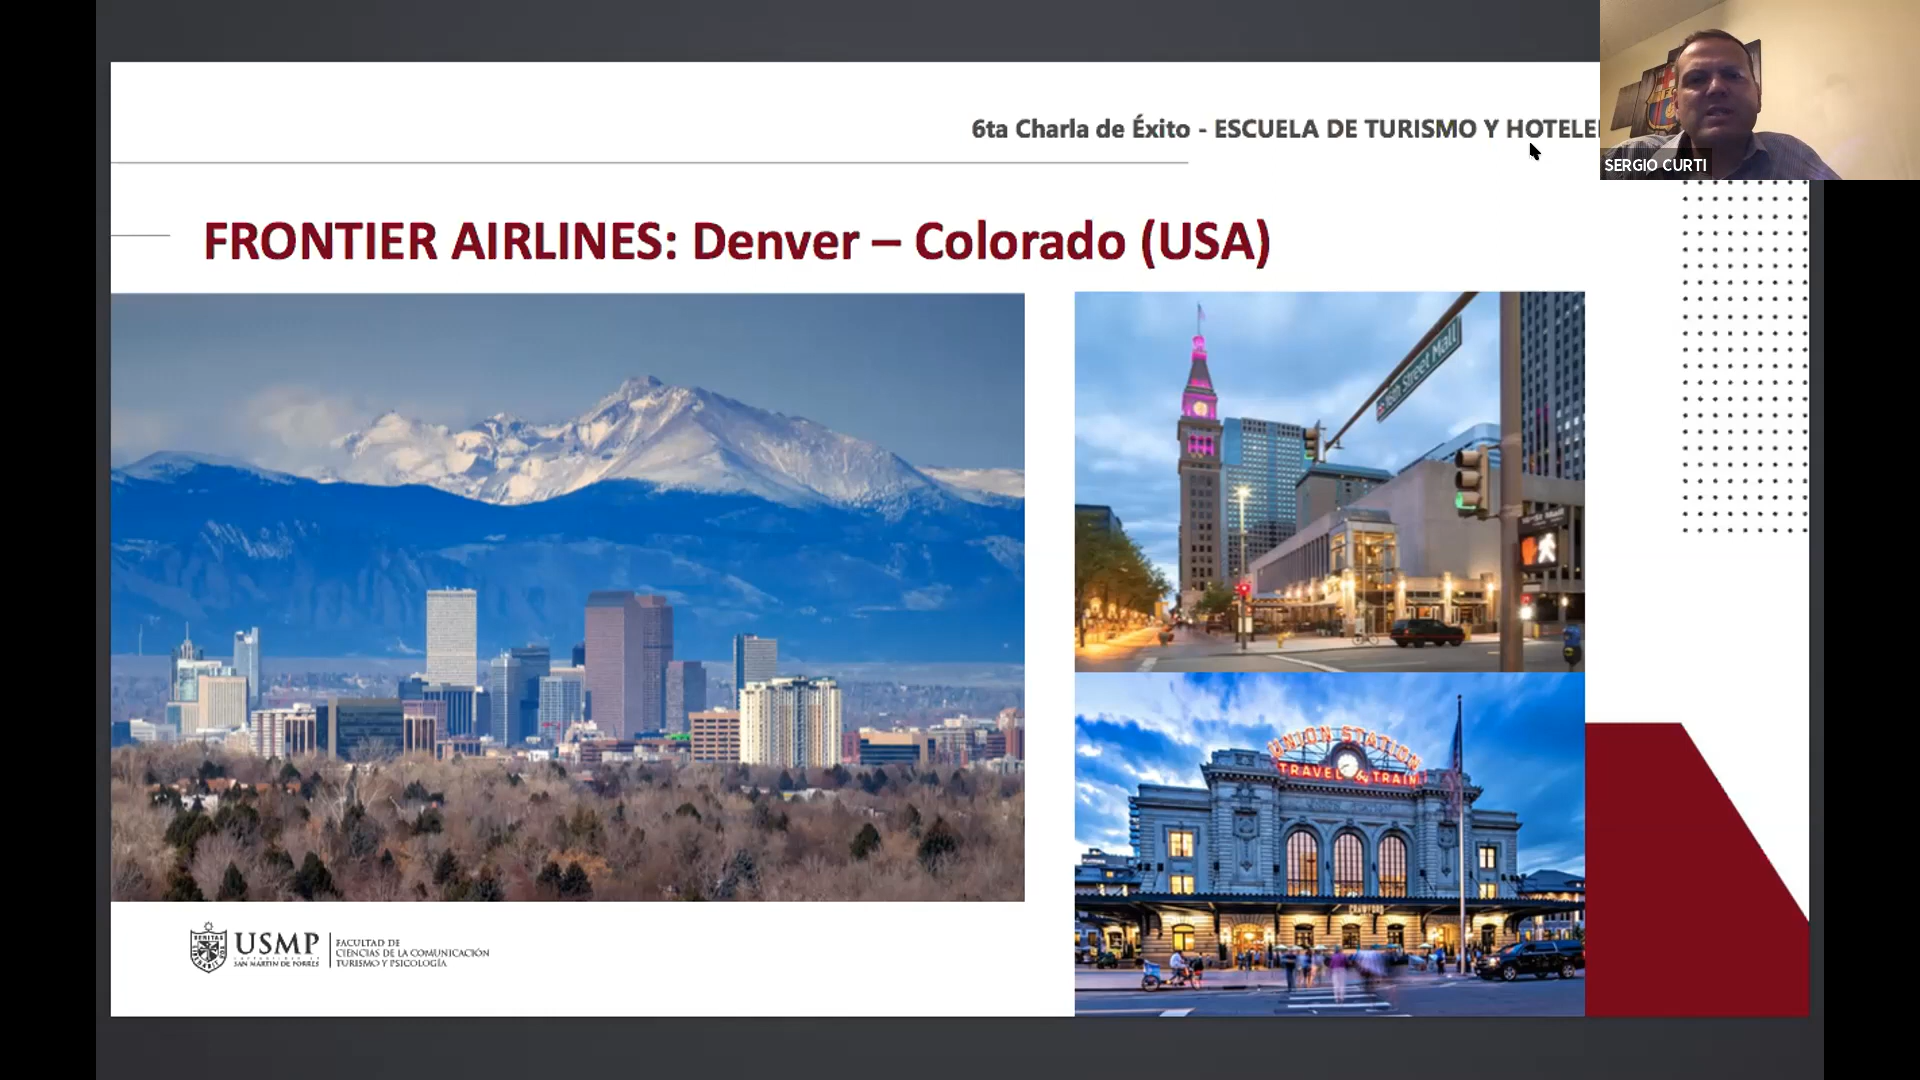 6ta Charla de Éxito - ESCUELA DE TURISMO Y HOTELE
SERGIO CURTI
FRONTIER AIRLINES: Denver – Colorado (USA)
16th Street Mall
UNION STATION
TRAVEL by TRAIN
CRAWFORD
USMP
SAN MARTIN DE PORRES
FACULTAD DE
CIENCIAS DE LA COMUNICACIÓN
TURISMO Y PSICOLOGÍA